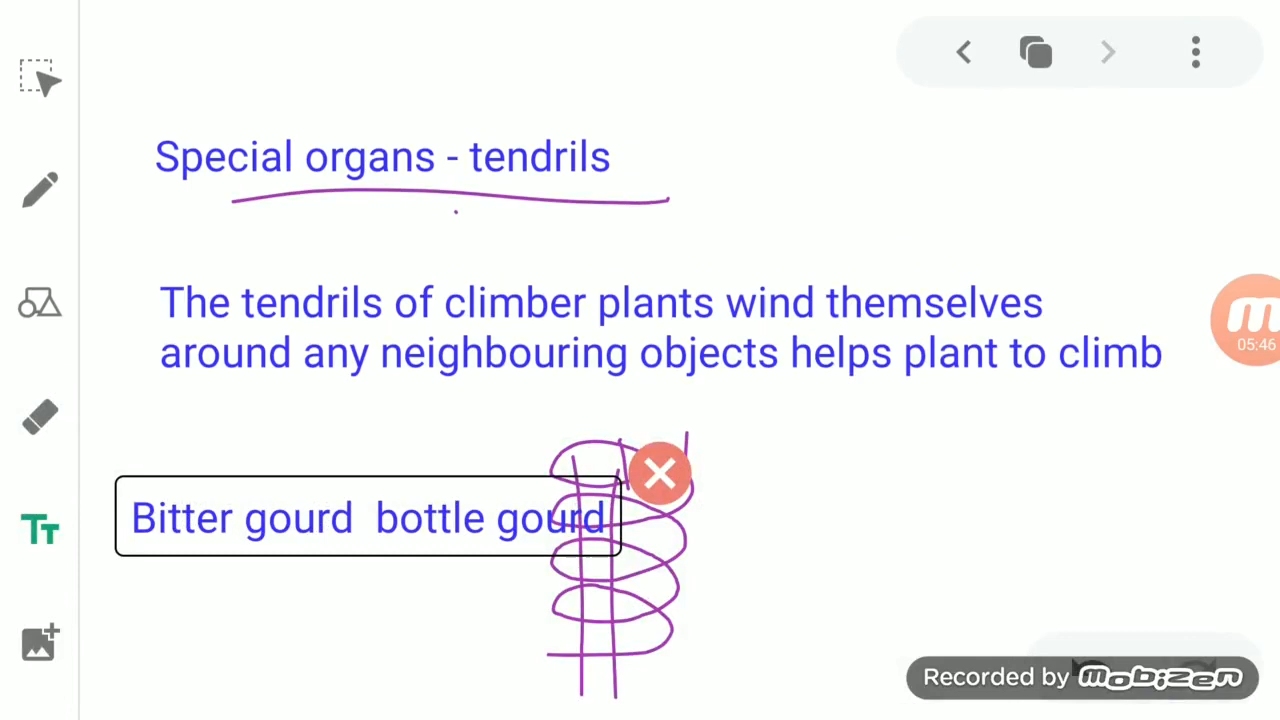 Special organs - tendrils
The tendrils of climber plants wind themselves
around any neighbouring objects helps plant to climb
05:46
Bitter gourd bottle gourd
TT
Recorded by mobizen